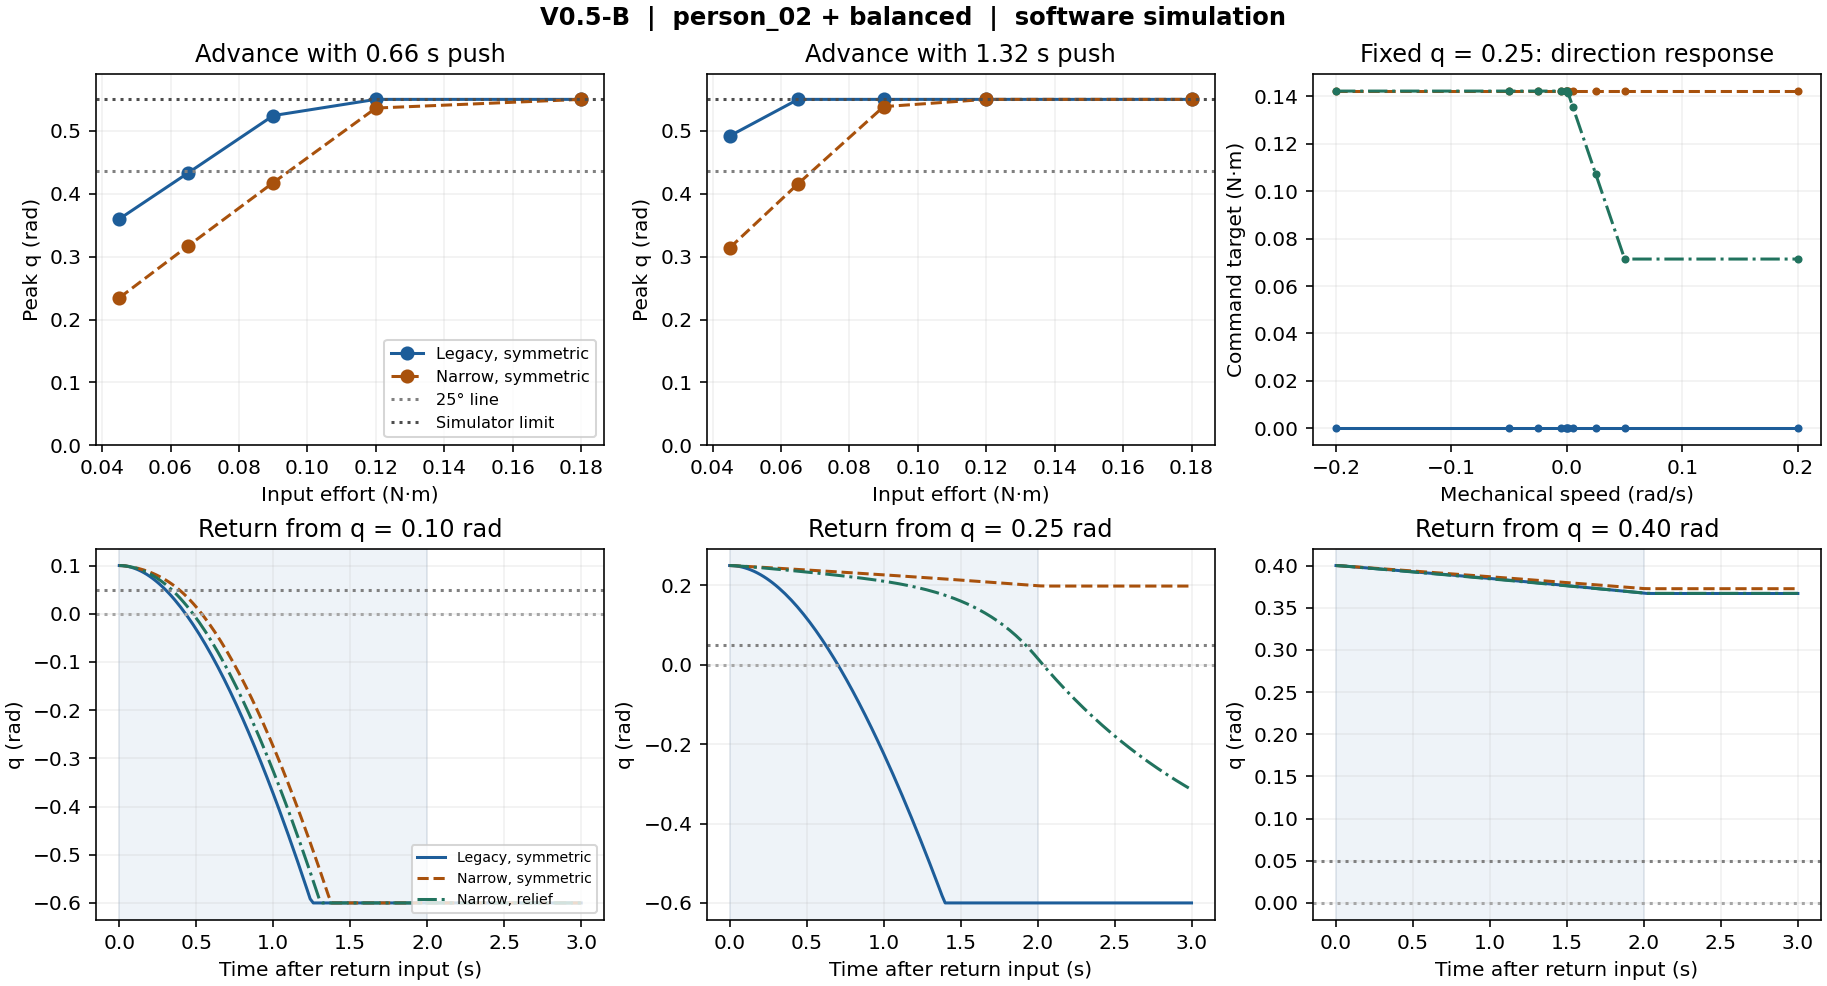 V0.5-B | person_02 + balanced | software simulation
Advance with 0.66 s push
Peak q (rad)
0.5
0.4
0.3
0.2
0.1
0.0
0.04 0.06 0.08 0.10 0.12 0.14 0.16 0.18
Input effort (N·m)
Legacy, symmetric
Narrow, symmetric
25° line
Simulator limit
Advance with 1.32 s push
Peak q (rad)
0.5
0.4
0.3
0.2
0.1
0.0
0.04 0.06 0.08 0.10 0.12 0.14 0.16 0.18
Input effort (N·m)
Fixed q = 0.25: direction response
Command target (N·m)
0.14
0.12
0.10
0.08
0.06
0.04
0.02
0.00
−0.2 −0.1 0.0 0.1 0.2
Mechanical speed (rad/s)
Return from q = 0.10 rad
q (rad)
0.1
0.0
−0.1
−0.2
−0.3
−0.4
−0.5
−0.6
0.0 0.5 1.0 1.5 2.0 2.5 3.0
Time after return input (s)
Legacy, symmetric
Narrow, symmetric
Narrow, relief
Return from q = 0.25 rad
q (rad)
0.2
0.0
−0.2
−0.4
−0.6
0.0 0.5 1.0 1.5 2.0 2.5 3.0
Time after return input (s)
Return from q = 0.40 rad
q (rad)
0.40
0.35
0.30
0.25
0.20
0.15
0.10
0.05
0.00
0.0 0.5 1.0 1.5 2.0 2.5 3.0
Time after return input (s)